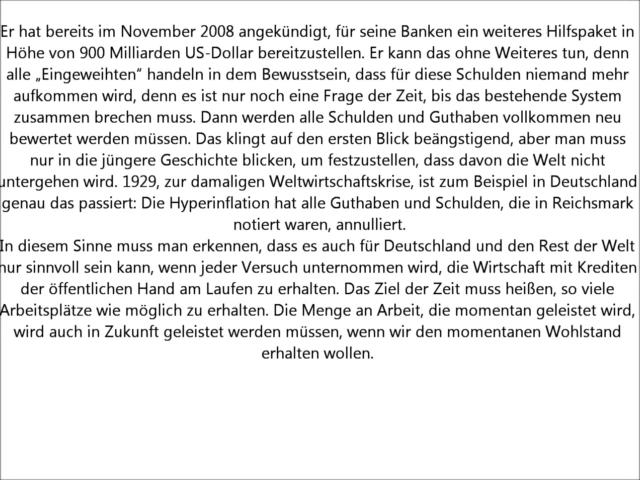 Er hat bereits im November 2008 angekündigt, für seine Banken ein weiteres Hilfspaket in
Höhe von 900 Milliarden US-Dollar bereitzustellen. Er kann das ohne Weiteres tun, denn
alle „Eingeweihten“ handeln in dem Bewusstsein, dass für diese Schulden niemand mehr
aufkommen wird, denn es ist nur noch eine Frage der Zeit, bis das bestehende System
zusammen brechen muss. Dann werden alle Schulden und Guthaben vollkommen neu
bewertet werden müssen. Das klingt auf den ersten Blick beängstigend, aber man muss
nur in die jüngere Geschichte blicken, um festzustellen, dass davon die Welt nicht
untergehen wird. 1929, zur damaligen Weltwirtschaftskrise, ist zum Beispiel in Deutschland
genau das passiert: Die Hyperinflation hat alle Guthaben und Schulden, die in Reichsmark
notiert waren, annulliert.
In diesem Sinne muss man erkennen, dass es auch für Deutschland und den Rest der Welt
nur sinnvoll sein kann, wenn jeder Versuch unternommen wird, die Wirtschaft mit Krediten
der öffentlichen Hand am Laufen zu erhalten. Das Ziel der Zeit muss heißen, so viele
Arbeitsplätze wie möglich zu erhalten. Die Menge an Arbeit, die momentan geleistet wird,
wird auch in Zukunft geleistet werden müssen, wenn wir den momentanen Wohlstand
erhalten wollen.